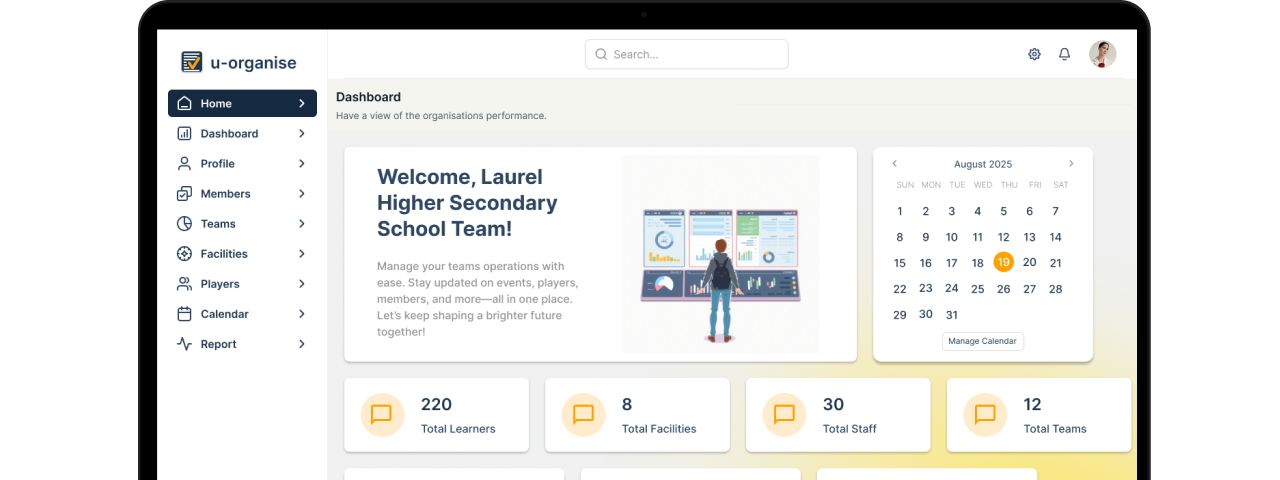 u-organise
Search...
Home
Dashboard
Profile
Members
Teams
Facilities
Players
Calendar
Report
Dashboard
Have a view of the organisations performance.
Welcome, Laurel
Higher Secondary
School Team!
Manage your teams operations with
ease. Stay updated on events, players,
members, and more—all in one place.
Let's keep shaping a brighter future
together!
August 2025
SUN MON TUE WED THU FRI SAT
1 2 3 4 5 6 7
8 9 10 11 12 13 14
15 16 17 18 19 20 21
22 23 24 25 26 27 28
29 30 31
Manage Calendar
220
Total Learners
8
Total Facilities
30
Total Staff
12
Total Teams